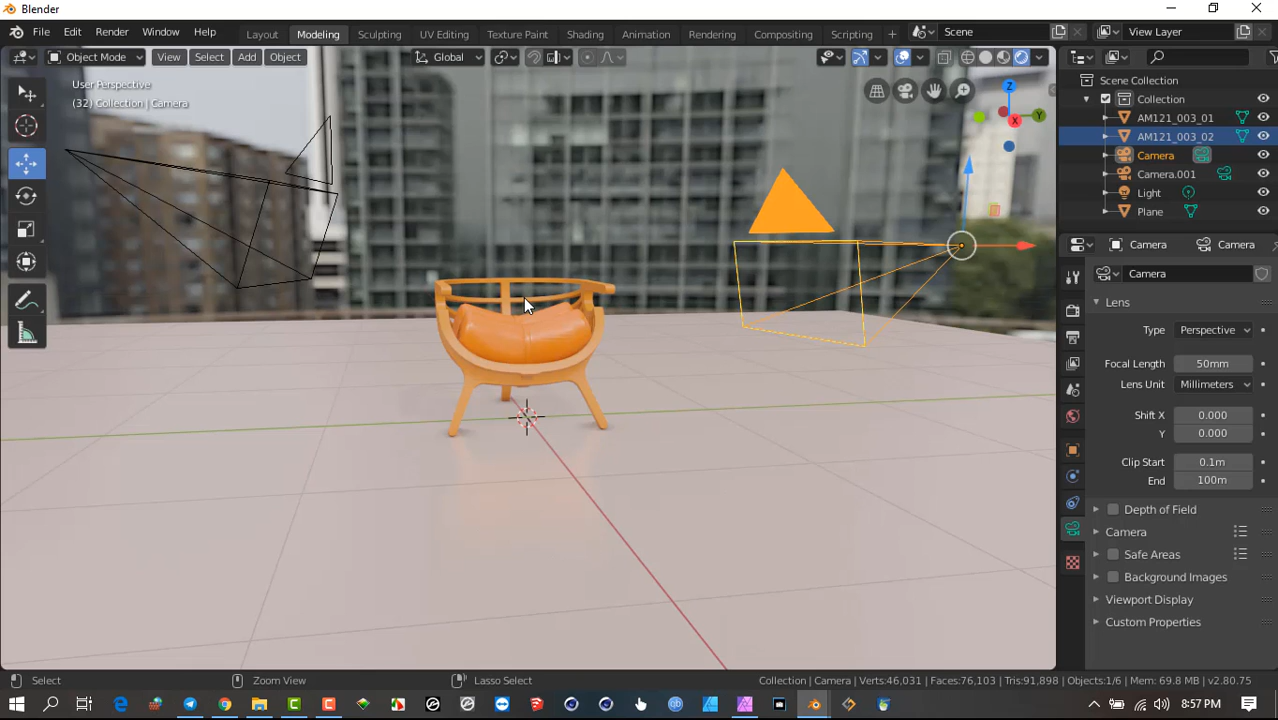 Blender
File Edit Render Window Help Layout Modeling Sculpting UV Editing Texture Paint Shading Animation Rendering Compositing Scripting + Scene View Layer
Object Mode View Select Add Object Global
User Perspective
(32) Collection | Camera
Z
Y
X
Scene Collection
Collection
AM121_003_01
AM121_003_02
Camera
Camera.001
Light
Plane
Camera Camera
Camera
Lens
Type Perspective
Focal Length 50mm
Lens Unit Millimeters
Shift X 0.000
Y 0.000
Clip Start 0.1m
End 100m
Depth of Field
Camera
Safe Areas
Background Images
Viewport Display
Custom Properties
Select Zoom View Lasso Select Collection | Camera | Verts:46,031 | Faces:76,103 | Tris:91,898 | Objects:1/6 | Mem: 69.8 MB | v2.80.75
8:57 PM